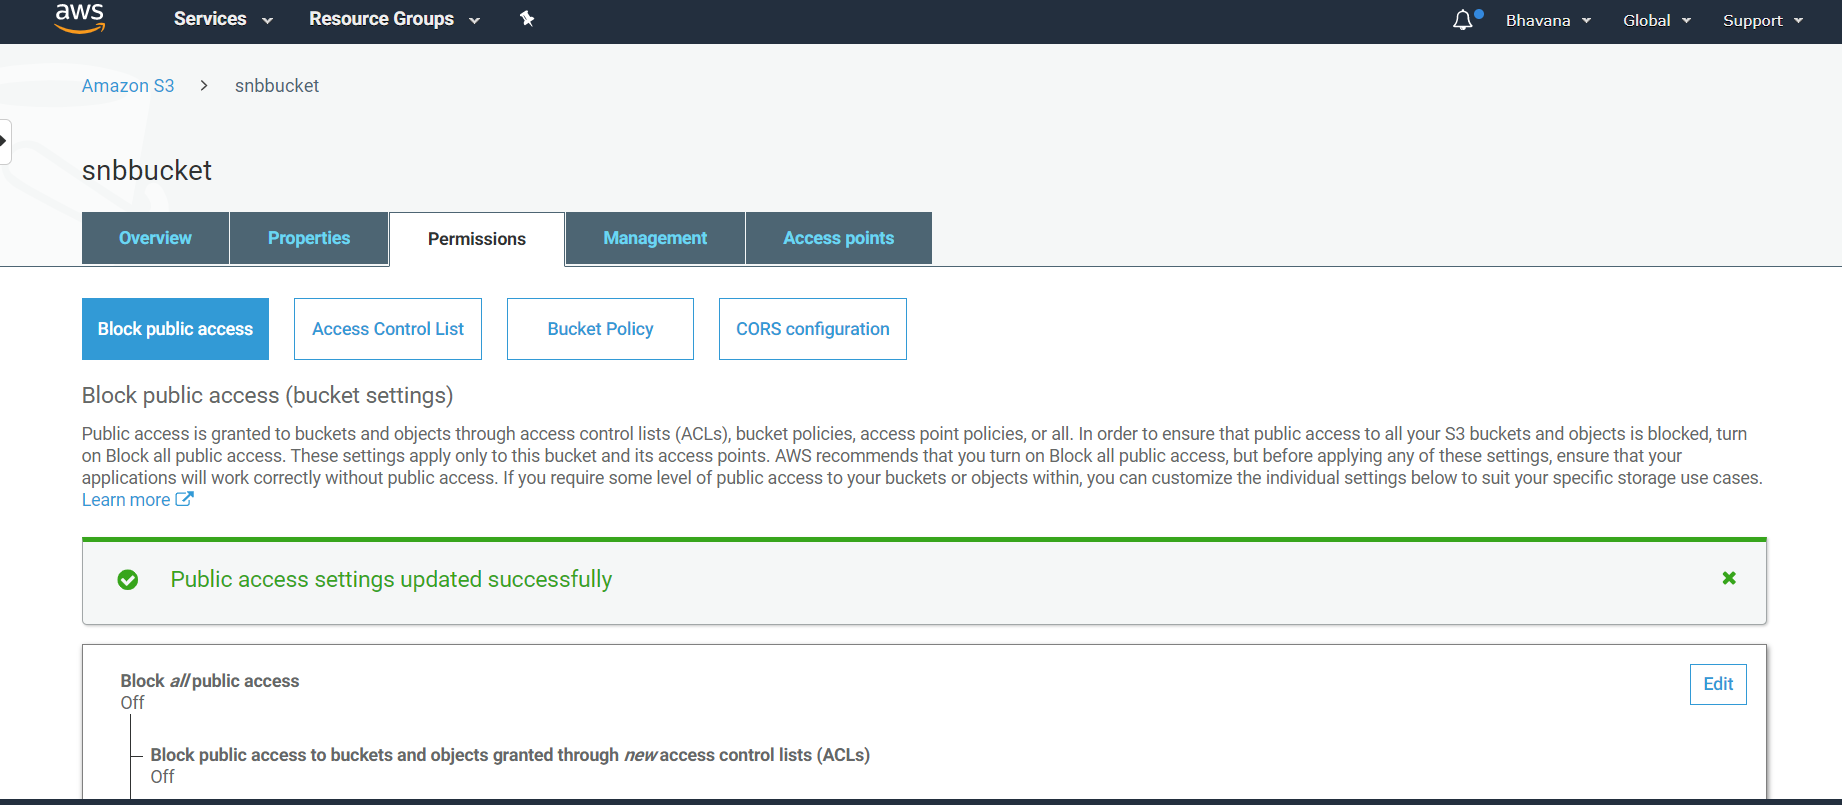 aws Services Resource Groups Bhavana Global Support
Amazon S3 > snbbucket
snbbucket
Overview Properties Permissions Management Access points
Block public access Access Control List Bucket Policy CORS configuration
Block public access (bucket settings)
Public access is granted to buckets and objects through access control lists (ACLs), bucket policies, access point policies, or all. In order to ensure that public access to all your S3 buckets and objects is blocked, turn
on Block all public access. These settings apply only to this bucket and its access points. AWS recommends that you turn on Block all public access, but before applying any of these settings, ensure that your
applications will work correctly without public access. If you require some level of public access to your buckets or objects within, you can customize the individual settings below to suit your specific storage use cases.
Learn more
Public access settings updated successfully
Block all public access Edit
Off
Block public access to buckets and objects granted through new access control lists (ACLs)
Off